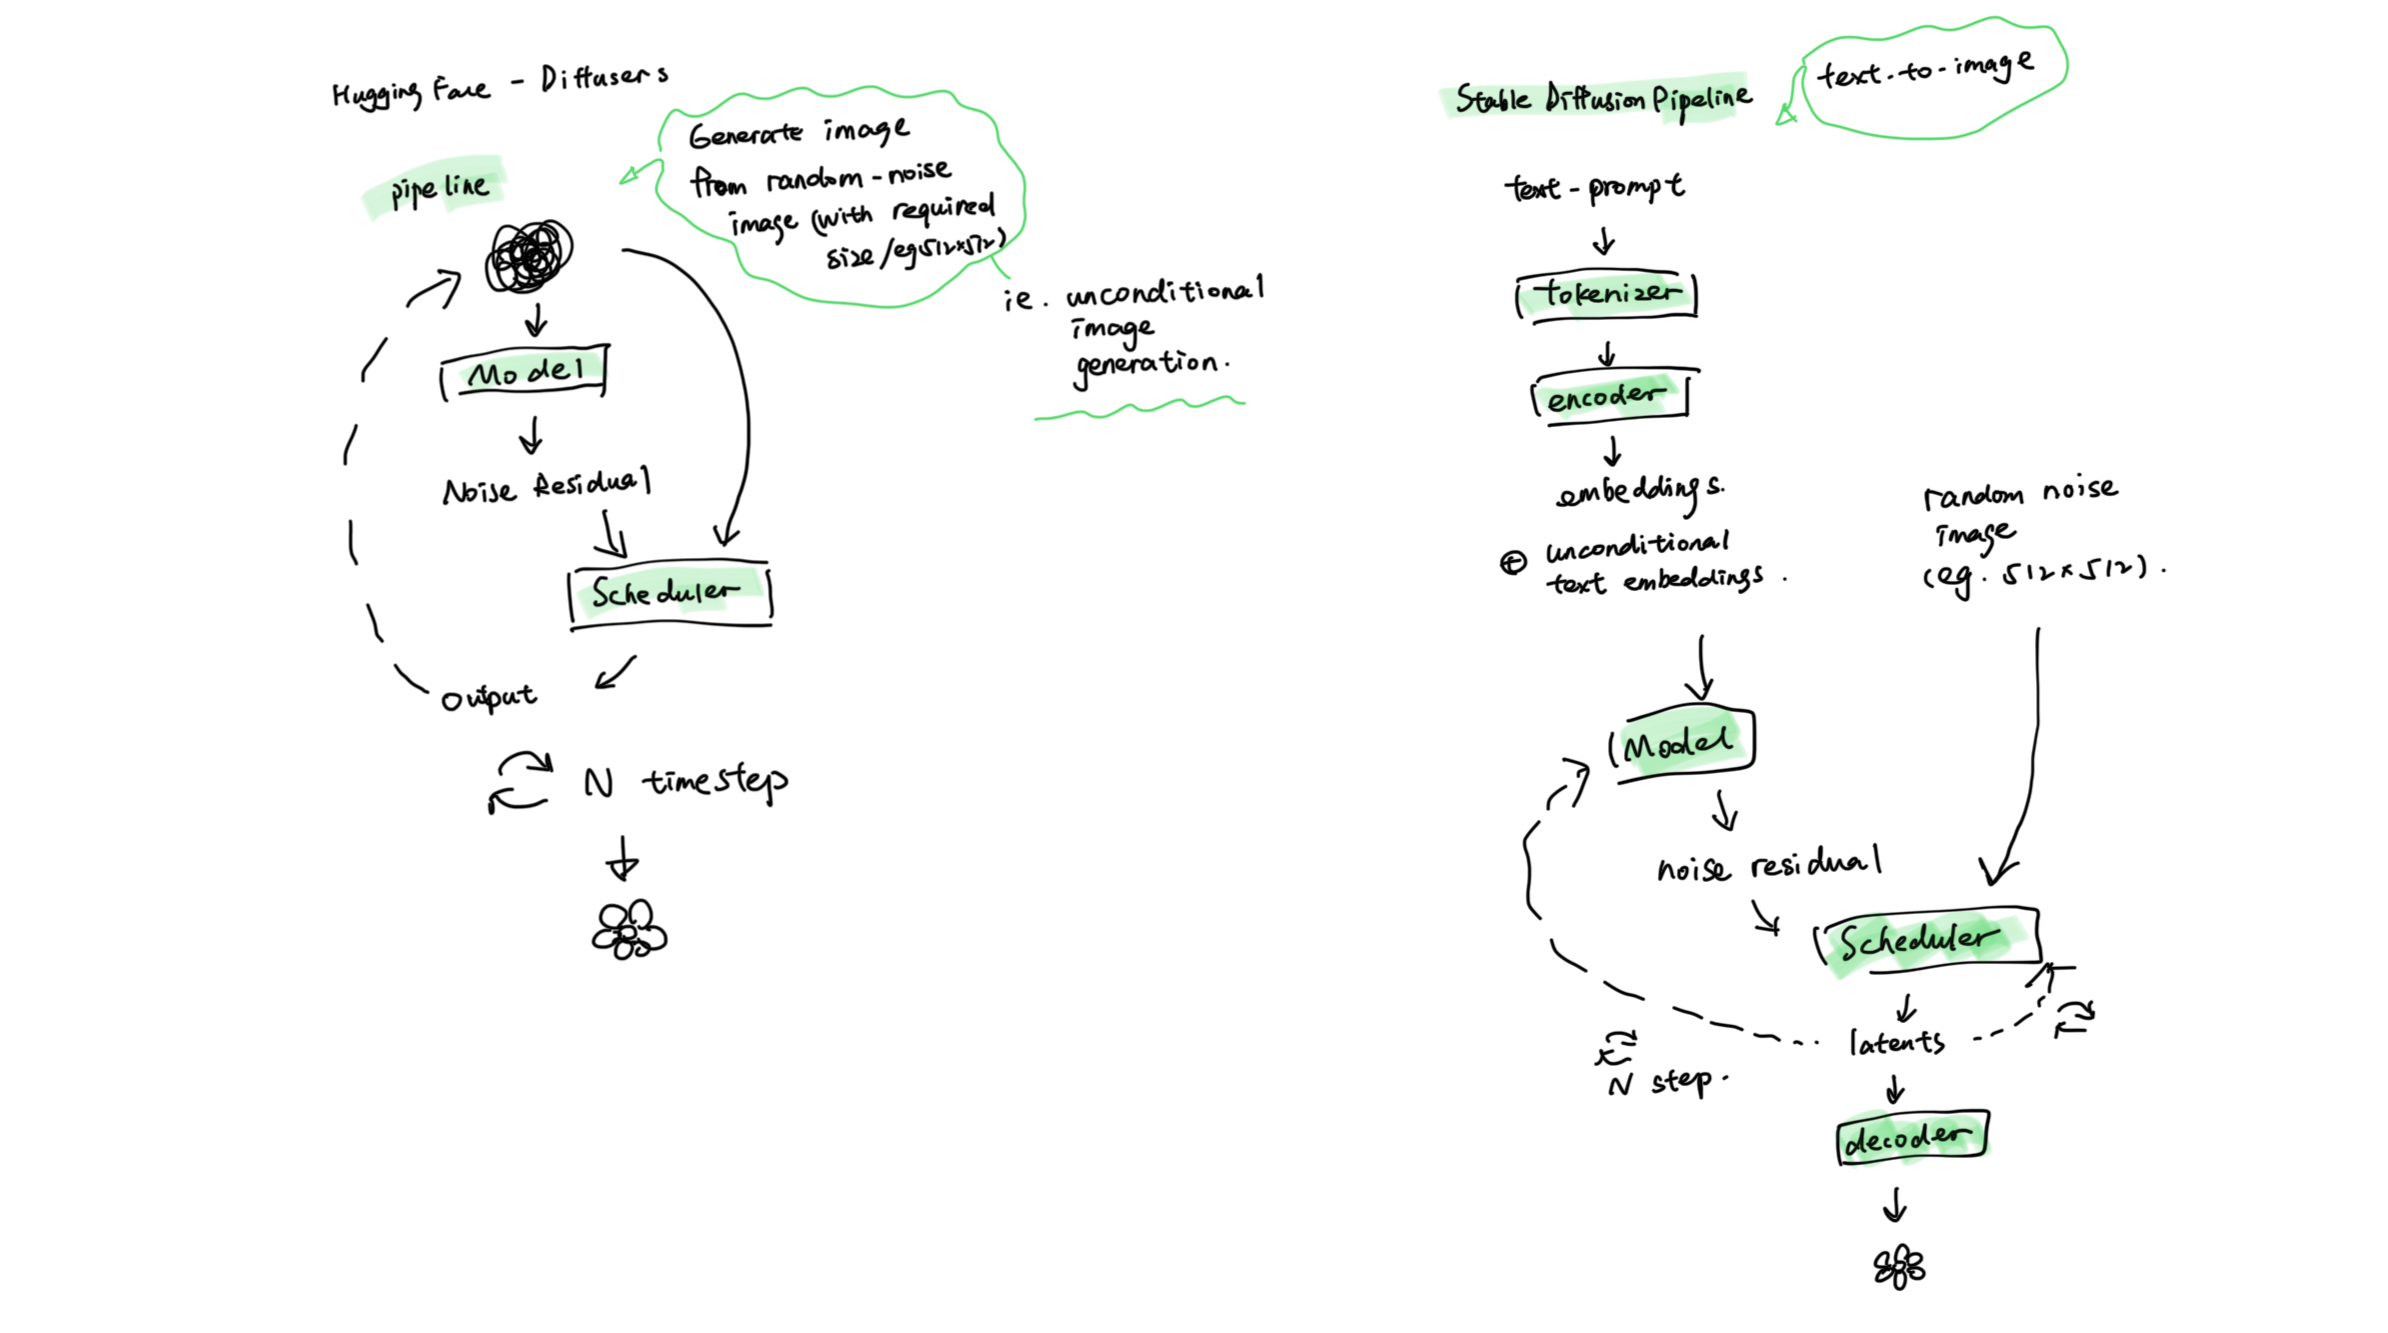 Hugging Face - Diffusers
pipeline
Generate image
from random-noise
image (with required
size/eg 512x512)
ie. unconditional
image
generation.
Model
Noise Residual
Scheduler
output
N timestep
Stable Diffusion Pipeline
text-to-image
text-prompt
tokenizer
encoder
embeddings.
+ unconditional
text embeddings.
random noise
image
(eg. 512x512).
Model
noise residual
Scheduler
latents
N step.
decoder